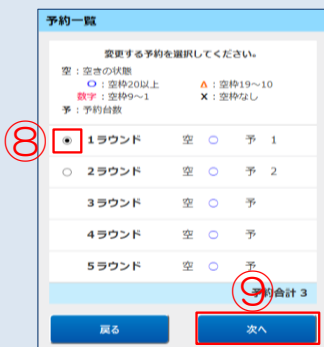 予約一覧
変更する予約を選択してください。
空：空きの状態
○：空枠20以上　△：空枠19～10
数字：空枠9～1　X：空枠なし
予：予約台数
⑧
1ラウンド　空　○　予　1
2ラウンド　空　○　予　2
3ラウンド　空　○　予
4ラウンド　空　○　予
5ラウンド　空　○　予
⑨
予約合計 3
戻る　次へ